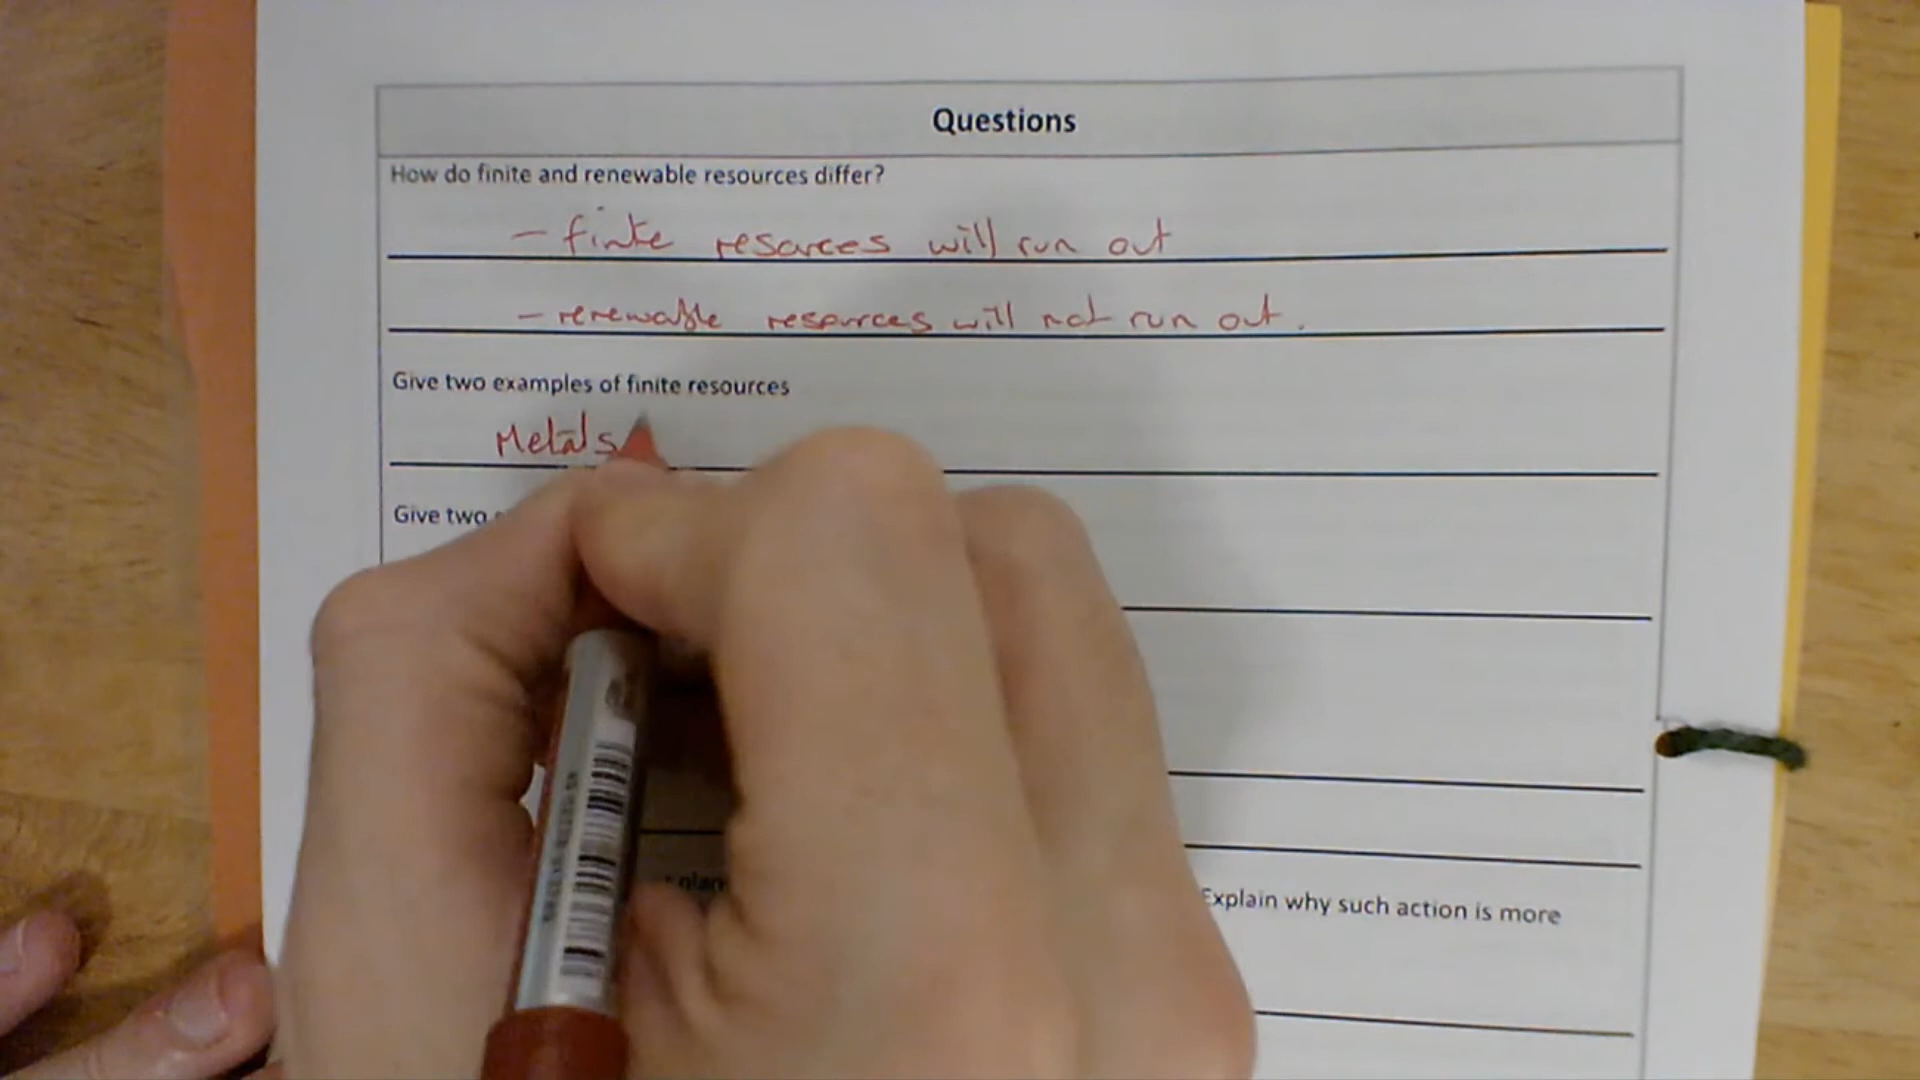 Questions
How do finite and renewable resources differ?
- finite resources will run out
- renewable resources will not run out.
Give two examples of finite resources
Metals
Give two
plan
Explain why such action is more